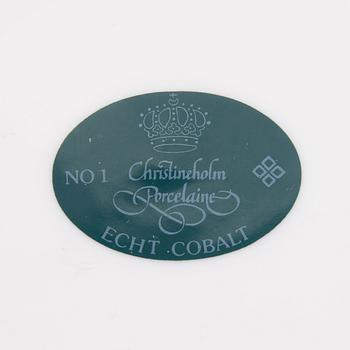 NO 1 Christineholm
Porcelaine
ECHT · COBALT